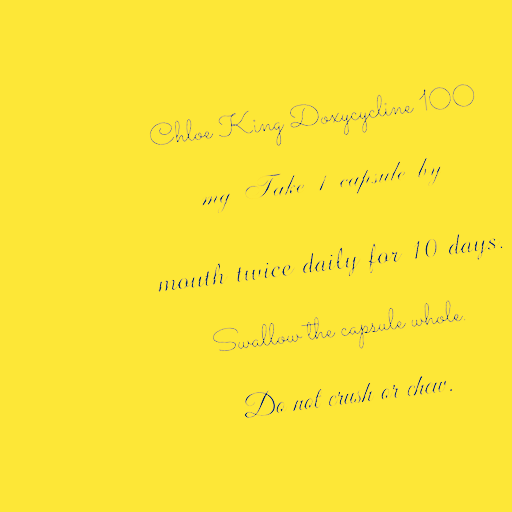 Chloe King Doxycycline 100
mg Take 1 capsule by
mouth twice daily for 10 days.
Swallow the capsule whole.
Do not crush or chew.